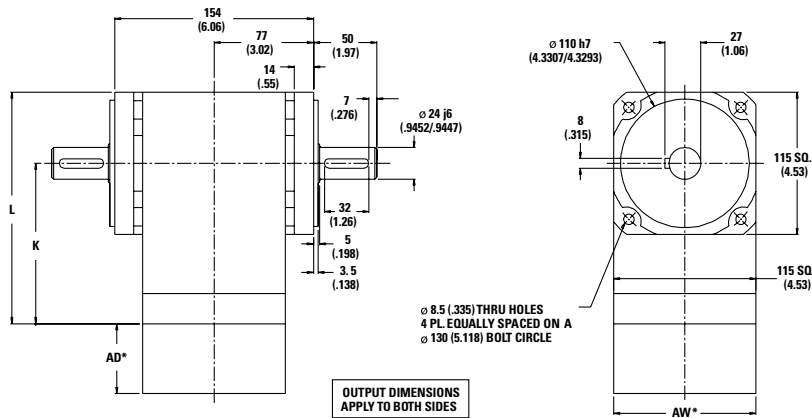 154
(6.06)
77
(3.02)
50
(1.97)
14
(.55)
7
(.276)
Ø 24 j6
(.9452/.9447)
L
K
32
(1.26)
5
(.198)
3.5
(.138)
AD*
OUTPUT DIMENSIONS
APPLY TO BOTH SIDES
Ø 110 h7
(4.3307/4.3293)
27
(1.06)
8
(.315)
115 SQ.
(4.53)
115 SQ.
(4.53)
Ø 8.5 (.335) THRU HOLES
4 PL. EQUALLY SPACED ON A
Ø 130 (5.118) BOLT CIRCLE
AW*